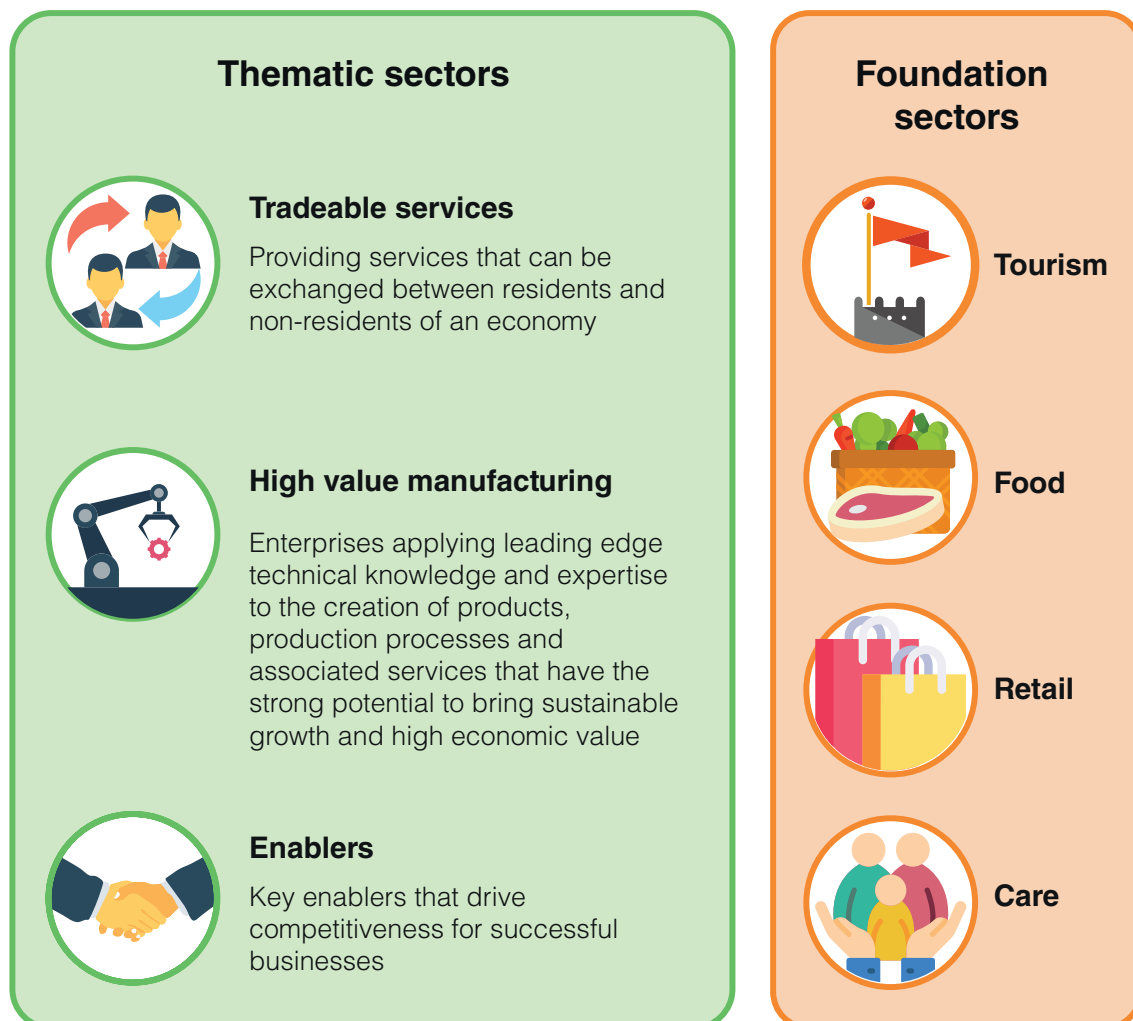 Thematic sectors
Tradeable services
Providing services that can be
exchanged between residents and
non-residents of an economy
High value manufacturing
Enterprises applying leading edge
technical knowledge and expertise
to the creation of products,
production processes and
associated services that have the
strong potential to bring sustainable
growth and high economic value
Enablers
Key enablers that drive
competitiveness for successful
businesses
Foundation
sectors
Tourism
Food
Retail
Care